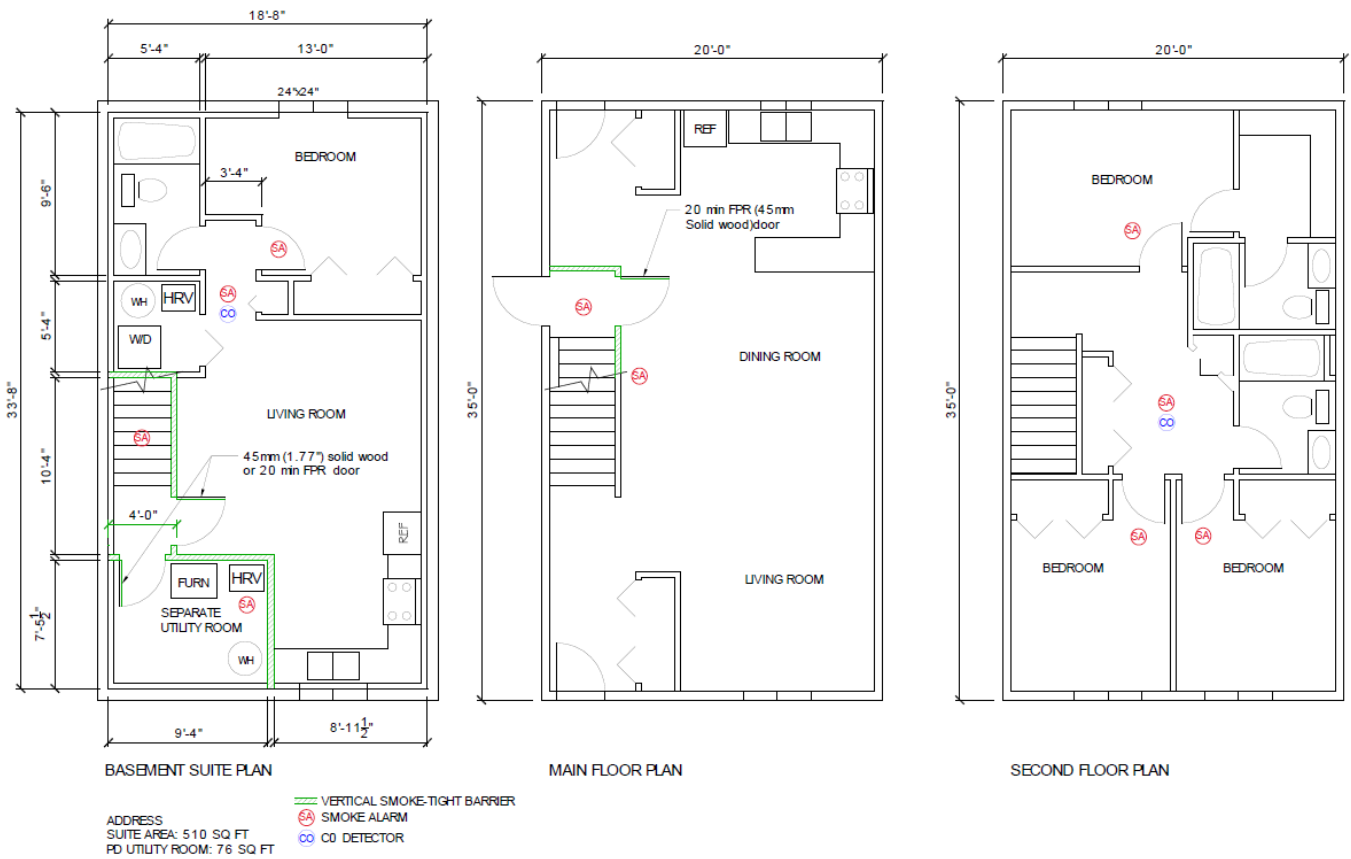 18'-8"
5'-4"
13'-0"
24"x24"
BEDROOM
3'-4"
9'-6"
SA
SA
CO
WH
HRV
W/D
5'-4"
33'-8"
LIVING ROOM
SA
45mm (1.77") solid wood
or 20 min FPR door
10'-4"
4'-0"
REF
FURN
HRV
SA
SEPARATE
UTILITY ROOM
WH
7'-5 1/2"
9'-4"
8'-11 1/2"
BASEMENT SUITE PLAN
ADDRESS
SUITE AREA: 510 SQ FT
PD UTILITY ROOM: 76 SQ FT
VERTICAL SMOKE-TIGHT BARRIER
SA SMOKE ALARM
CO C0 DETECTOR
20'-0"
REF
20 min FPR (45mm
Solid wood)door
SA
DINING ROOM
SA
35'-0"
LIVING ROOM
MAIN FLOOR PLAN
20'-0"
BEDROOM
SA
SA
CO
35'-0"
SA
SA
BEDROOM
BEDROOM
SECOND FLOOR PLAN